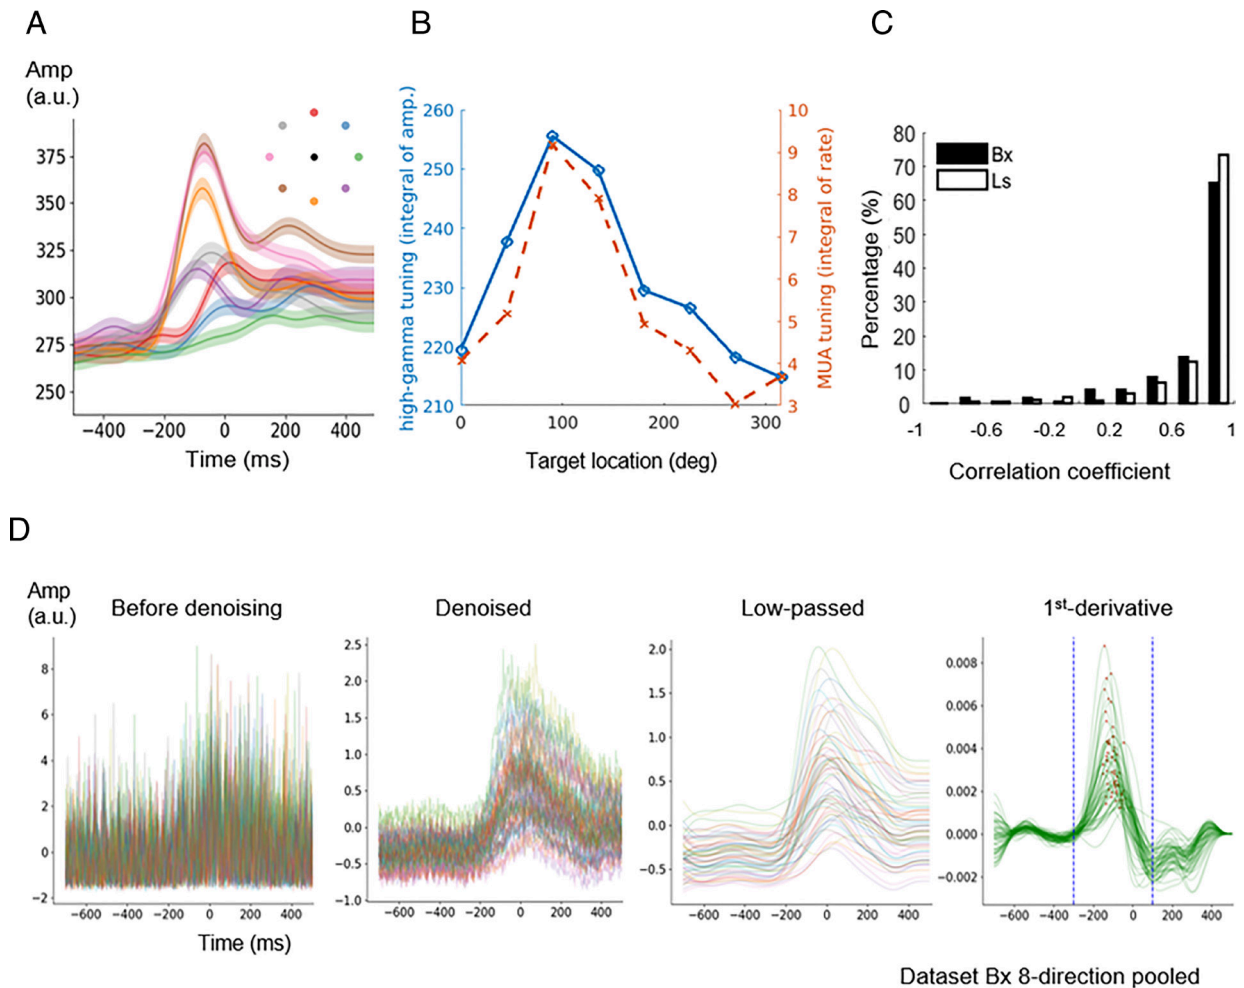 A
B
C
Amp
(a.u.)
375
350
325
300
275
250
−400 −200 0 200 400
Time (ms)
high-gamma tuning (integral of amp.)
260
250
240
230
220
210
0 100 200 300
Target location (deg)
10
9
8
7
6
5
4
3
MUA tuning (integral of rate)
Percentage (%)
80
70
60
50
40
30
20
10
0
Bx
Ls
-1 -0.6 -0.2 0.2 0.6 1
Correlation coefficient
D
Amp
(a.u.)
Before denoising
8
6
4
2
0
−2
−600 −400 −200 0 200 400
Time (ms)
Denoised
2.5
2.0
1.5
1.0
0.5
0.0
−0.5
−1.0
−600 −400 −200 0 200 400
Low-passed
2.0
1.5
1.0
0.5
0.0
−0.5
−600 −400 −200 0 200 400
1st-derivative
0.008
0.006
0.004
0.002
0.000
−0.002
−600 −400 −200 0 200 400
Dataset Bx 8-direction pooled